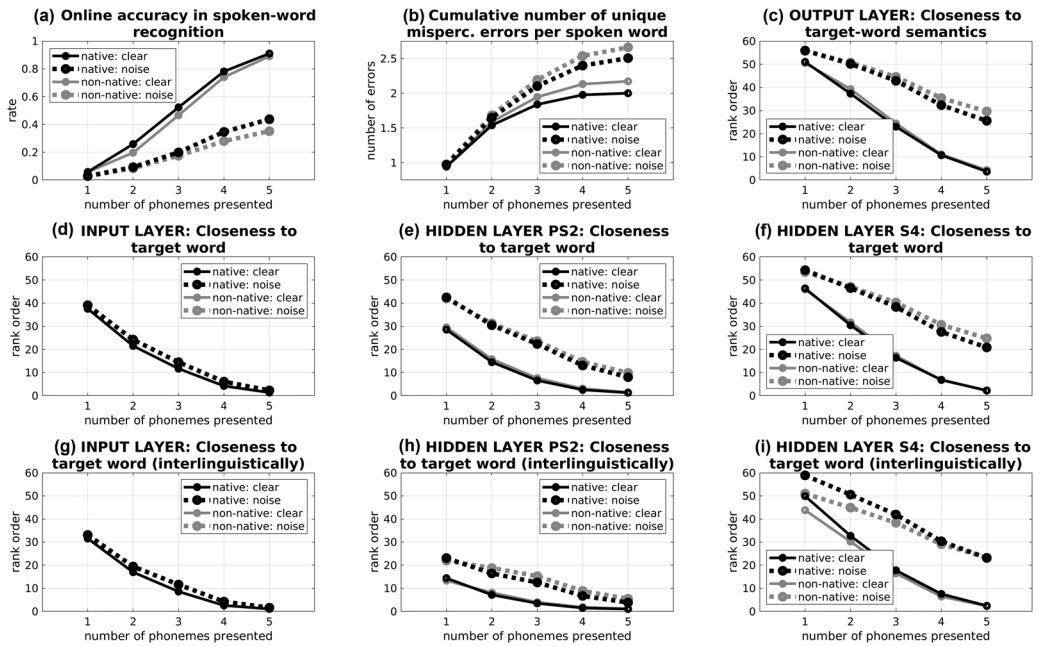 (a) Online accuracy in spoken-word
recognition
1
0.8
0.6
0.4
0.2
0
rate
native: clear
native: noise
non-native: clear
non-native: noise
1 2 3 4 5
number of phonemes presented
(b) Cumulative number of unique
misperc. errors per spoken word
2.5
2
1.5
1
number of errors
native: clear
native: noise
non-native: clear
non-native: noise
1 2 3 4 5
number of phonemes presented
(c) OUTPUT LAYER: Closeness to
target-word semantics
60
50
40
30
20
10
0
rank order
native: clear
native: noise
non-native: clear
non-native: noise
1 2 3 4 5
number of phonemes presented
(d) INPUT LAYER: Closeness to
target word
60
50
40
30
20
10
0
rank order
native: clear
native: noise
non-native: clear
non-native: noise
1 2 3 4 5
number of phonemes presented
(e) HIDDEN LAYER PS2: Closeness
to target word
60
50
40
30
20
10
0
rank order
native: clear
native: noise
non-native: clear
non-native: noise
1 2 3 4 5
number of phonemes presented
(f) HIDDEN LAYER S4: Closeness to
target word
60
50
40
30
20
10
0
rank order
native: clear
native: noise
non-native: clear
non-native: noise
1 2 3 4 5
number of phonemes presented
(g) INPUT LAYER: Closeness to
target word (interlinguistically)
60
50
40
30
20
10
0
rank order
native: clear
native: noise
non-native: clear
non-native: noise
1 2 3 4 5
number of phonemes presented
(h) HIDDEN LAYER PS2: Closeness
to target word (interlinguistically)
60
50
40
30
20
10
0
rank order
native: clear
native: noise
non-native: clear
non-native: noise
1 2 3 4 5
number of phonemes presented
(i) HIDDEN LAYER S4: Closeness to
target word (interlinguistically)
60
50
40
30
20
10
0
rank order
native: clear
native: noise
non-native: clear
non-native: noise
1 2 3 4 5
number of phonemes presented